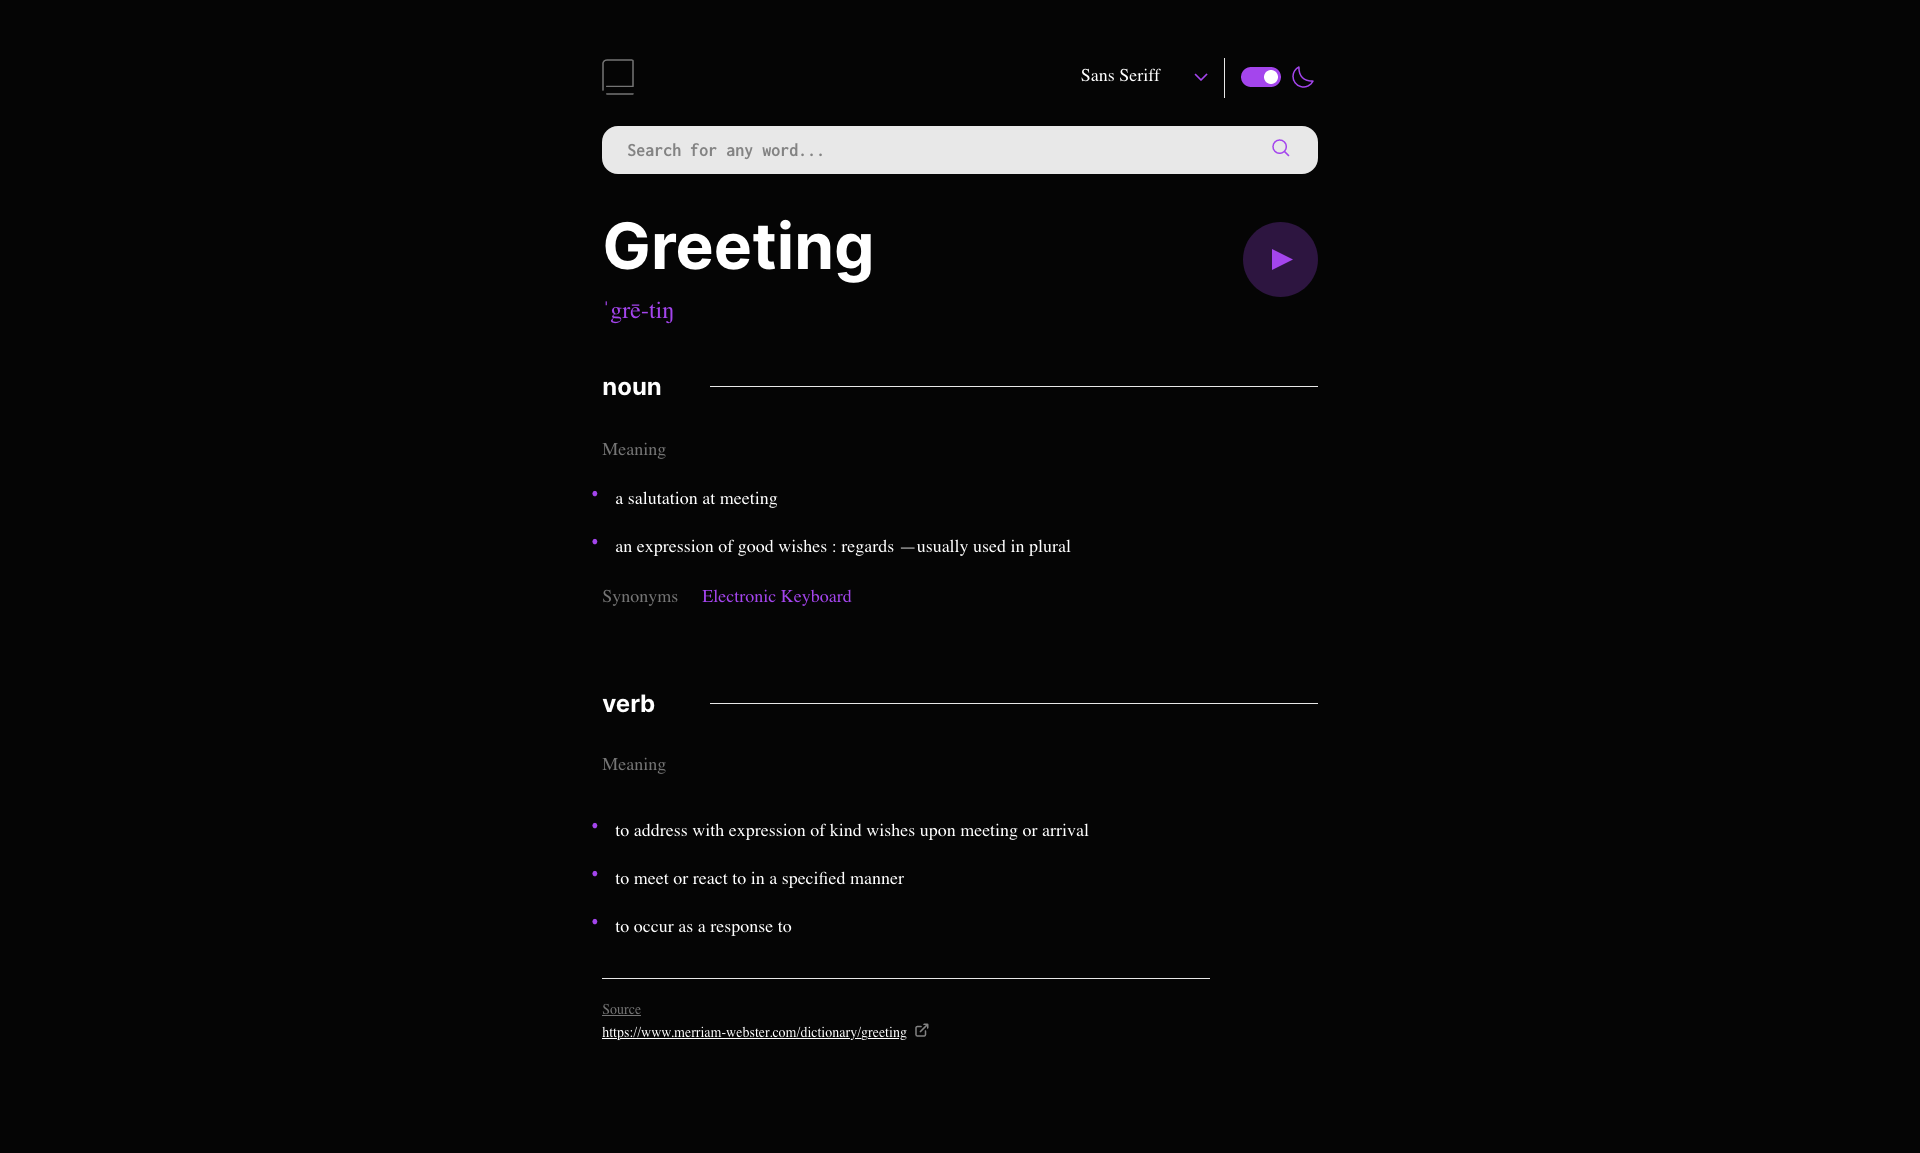 Sans Seriff
Search for any word...
Greeting
ˈgrē-tiŋ
noun
Meaning
• a salutation at meeting
• an expression of good wishes : regards —usually used in plural
Synonyms Electronic Keyboard
verb
Meaning
• to address with expression of kind wishes upon meeting or arrival
• to meet or react to in a specified manner
• to occur as a response to
Source
https://www.merriam-webster.com/dictionary/greeting